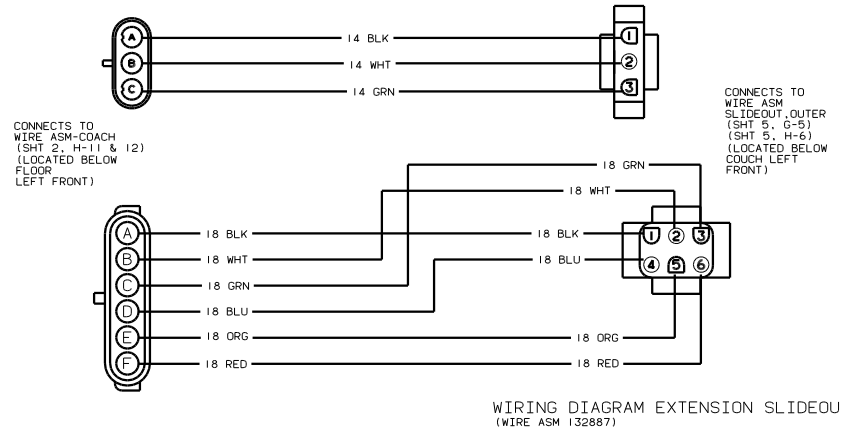 A 14 BLK 1
B 14 WHT 2
C 14 GRN 3
CONNECTS TO
WIRE ASM-COACH
(SHT 2, H-11 & 12)
(LOCATED BELOW
FLOOR
LEFT FRONT)
CONNECTS TO
WIRE ASM
SLIDEOUT,OUTER
(SHT 5, G-5)
(SHT 5, H-6)
(LOCATED BELOW
COUCH LEFT
FRONT)
18 GRN
18 WHT
A 18 BLK 18 BLK 1 2 3
B 18 WHT 18 BLU 4 5 6
C 18 GRN
D 18 BLU
E 18 ORG 18 ORG
F 18 RED 18 RED
WIRING DIAGRAM EXTENSION SLIDEOU
(WIRE ASM 132887)